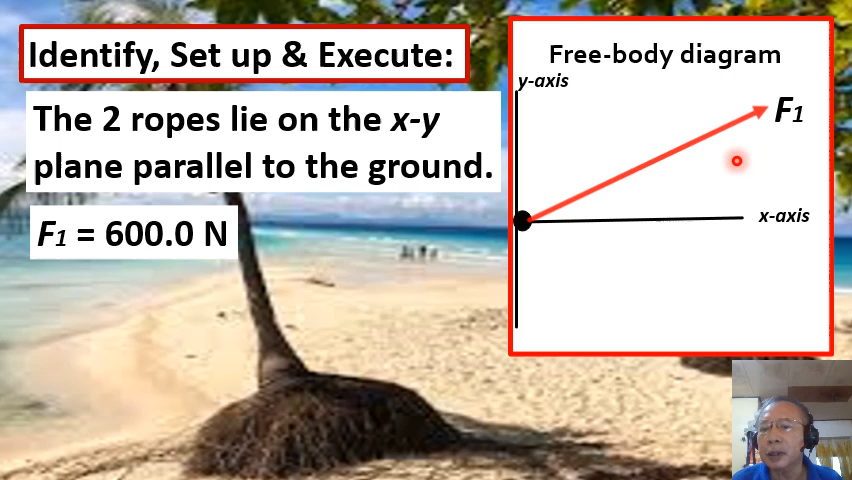 Identify, Set up & Execute:
The 2 ropes lie on the x-y
plane parallel to the ground.
F1 = 600.0 N
Free-body diagram
y-axis
F1
x-axis